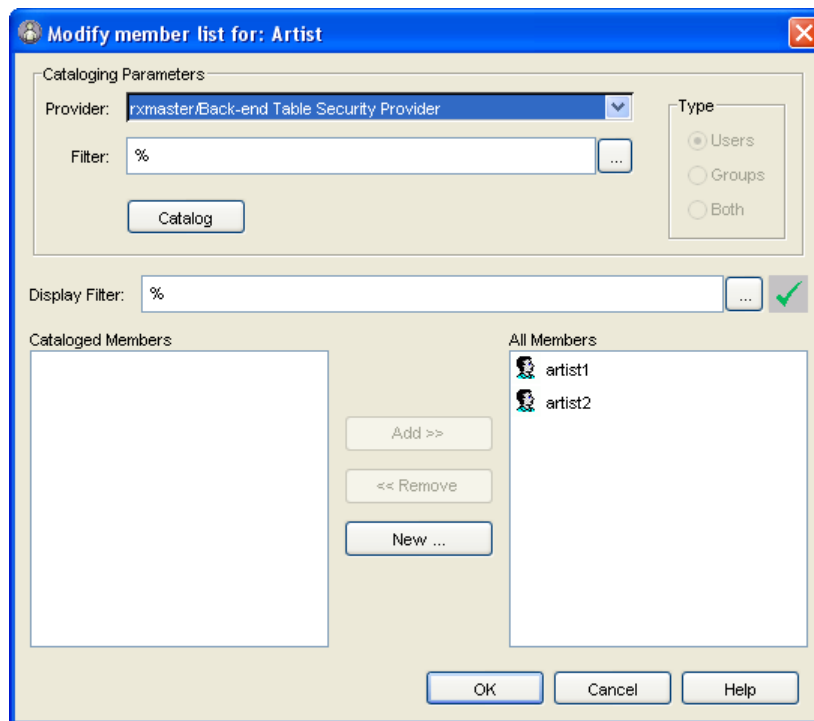 Modify member list for: Artist
Cataloging Parameters
Provider: rxmaster/Back-end Table Security Provider
Type
Users
Filter: % ...
Groups
Both
Catalog
Display Filter: % ...
Cataloged Members
All Members
artist1
artist2
Add >>
<< Remove
New ...
OK Cancel Help